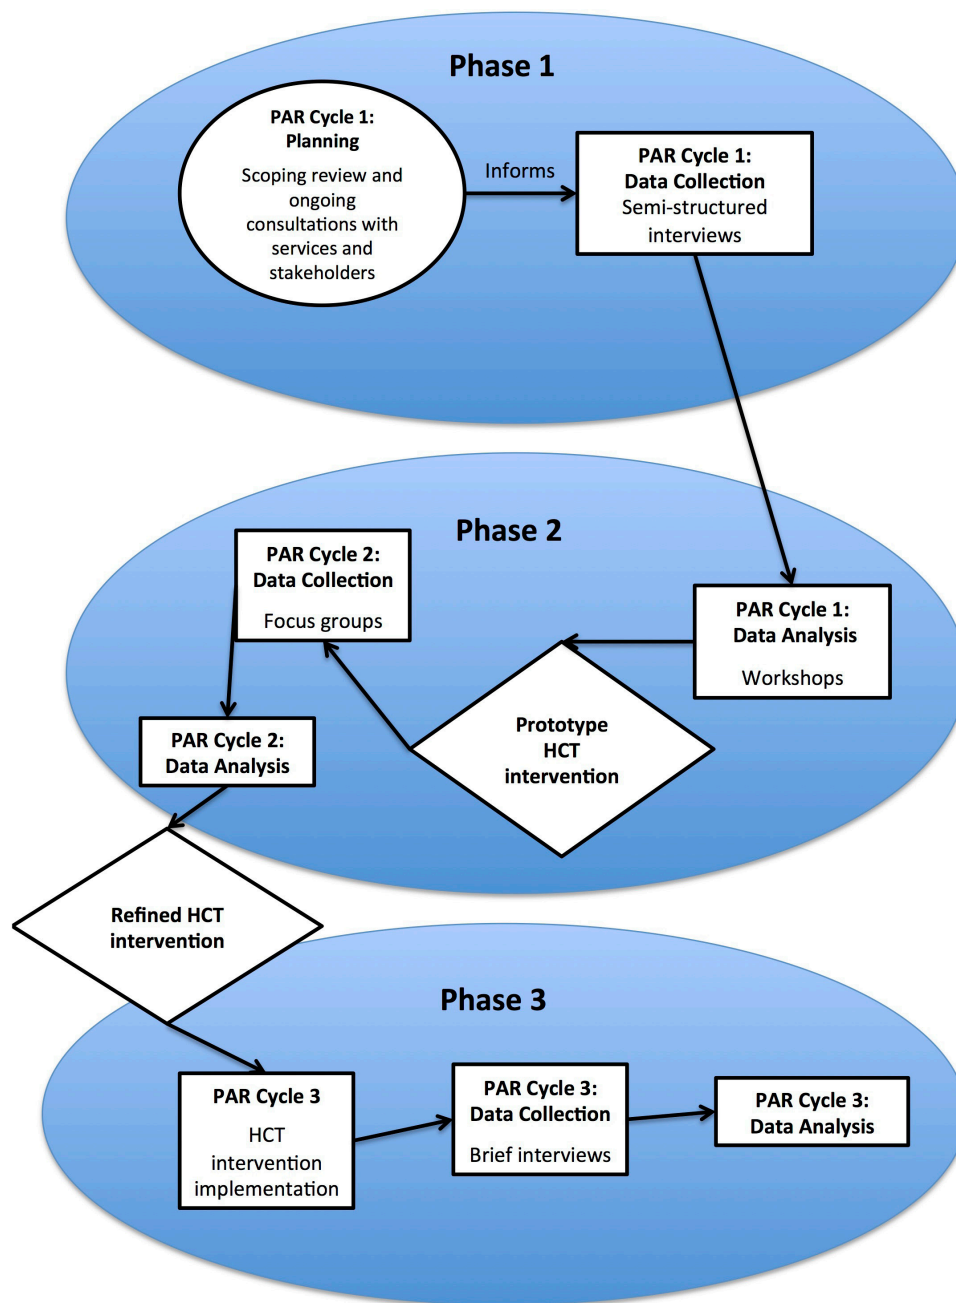 Phase 1
PAR Cycle 1:
Planning
Scoping review and
ongoing
consultations with
services and
stakeholders
Informs
PAR Cycle 1:
Data Collection
Semi-structured
interviews
Phase 2
PAR Cycle 2:
Data Collection
Focus groups
PAR Cycle 1:
Data Analysis
Workshops
Prototype
HCT
intervention
PAR Cycle 2:
Data Analysis
Refined HCT
intervention
Phase 3
PAR Cycle 3
HCT
intervention
implementation
PAR Cycle 3:
Data Collection
Brief interviews
PAR Cycle 3:
Data Analysis